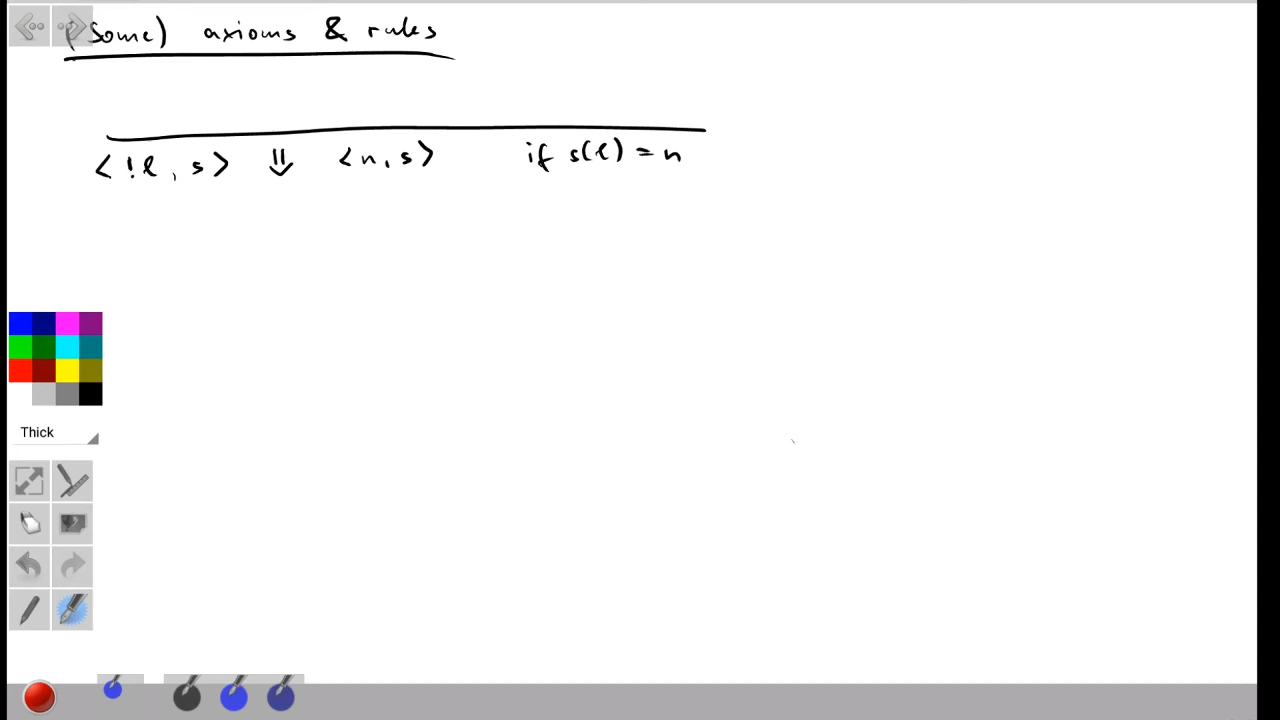 (some) axioms & rules
<!l, s> ⇓ <n, s> if s(l) = n
Thick